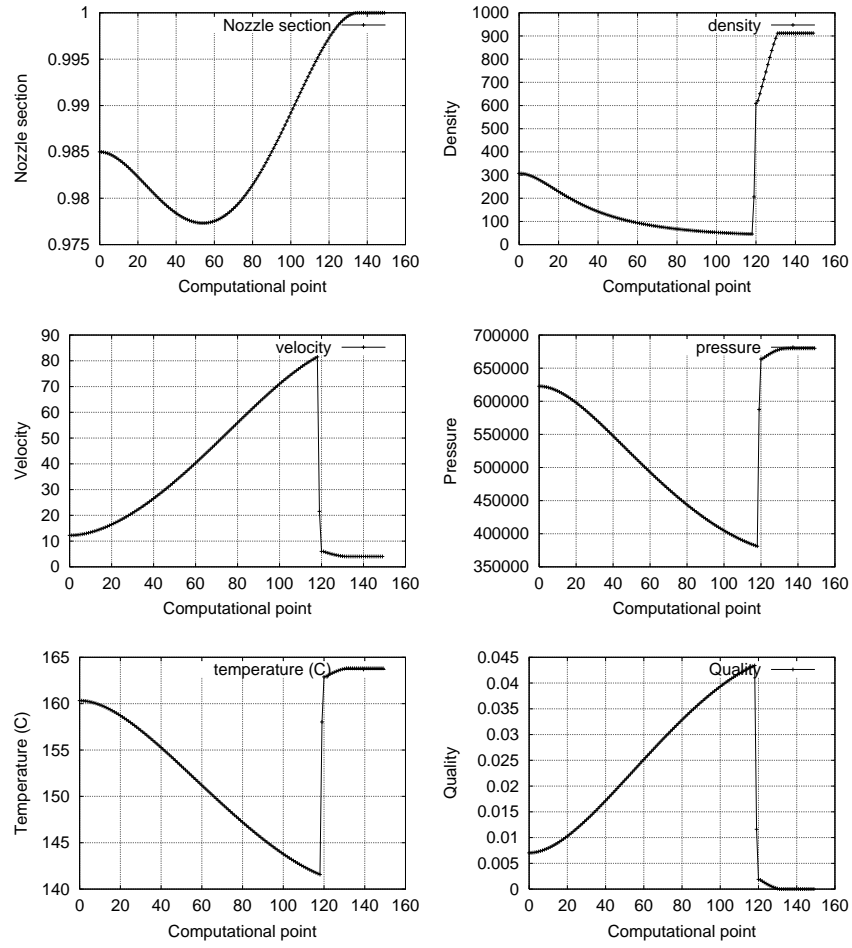 Nozzle section
Nozzle section
1
0.995
0.99
0.985
0.98
0.975
0 20 40 60 80 100 120 140 160
Computational point
density
Density
1000
900
800
700
600
500
400
300
200
100
0
0 20 40 60 80 100 120 140 160
Computational point
velocity
Velocity
90
80
70
60
50
40
30
20
10
0
0 20 40 60 80 100 120 140 160
Computational point
pressure
Pressure
700000
650000
600000
550000
500000
450000
400000
350000
0 20 40 60 80 100 120 140 160
Computational point
temperature (C)
Temperature (C)
165
160
155
150
145
140
0 20 40 60 80 100 120 140 160
Computational point
Quality
Quality
0.045
0.04
0.035
0.03
0.025
0.02
0.015
0.01
0.005
0
0 20 40 60 80 100 120 140 160
Computational point